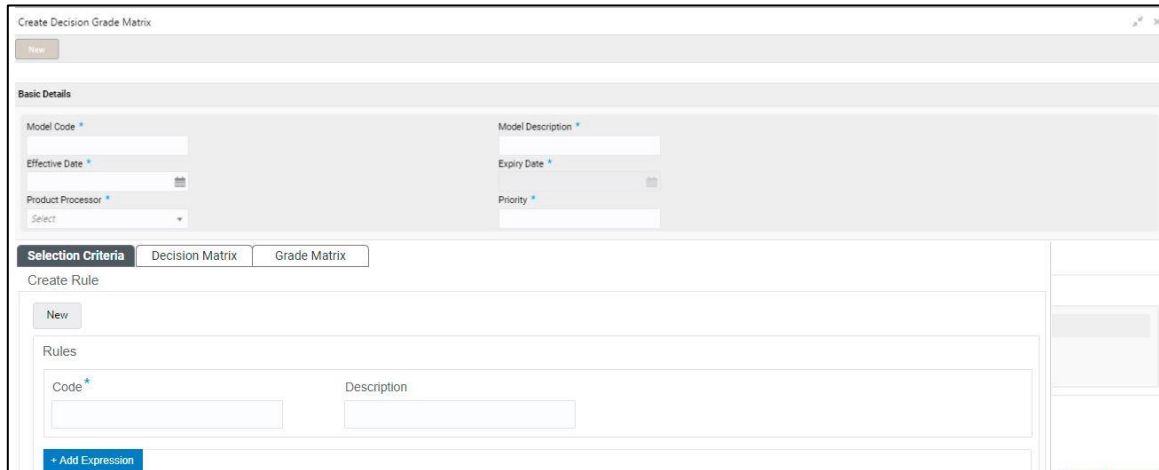 Create Decision Grade Matrix
New
Basic Details
Model Code *
Model Description *
Effective Date *
Expiry Date *
Product Processor *
Priority *
Select
Selection Criteria Decision Matrix Grade Matrix
Create Rule
New
Rules
Code* Description
+ Add Expression